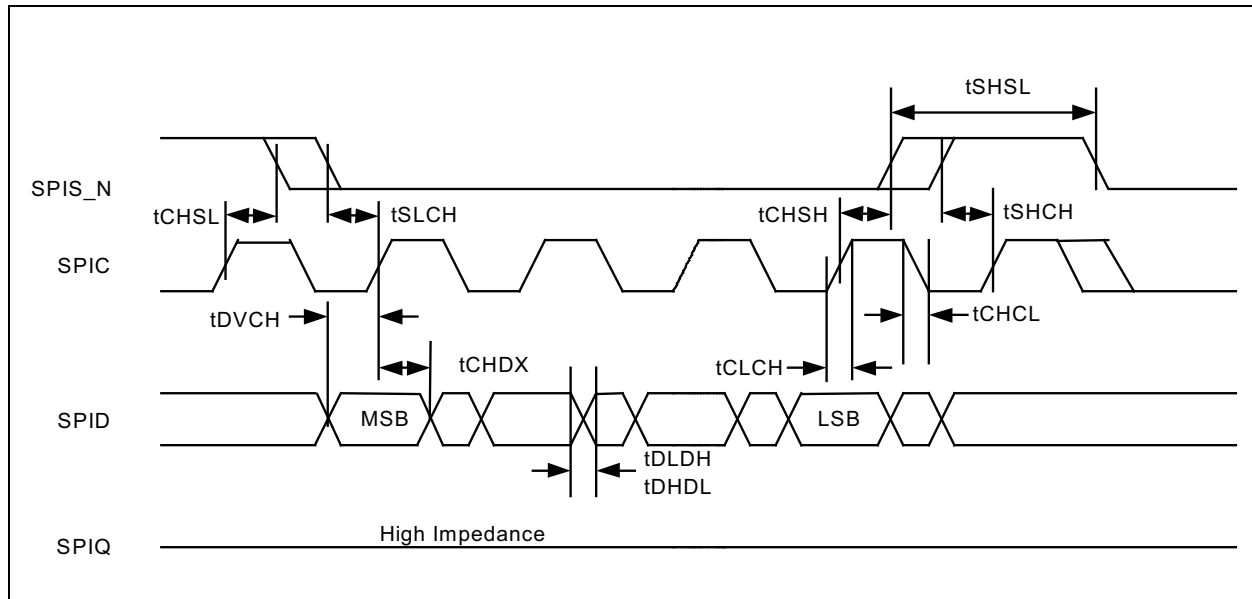 tSHSL
SPIS_N
tCHSL
tSLCH
tCHSH
tSHCH
SPIC
tDVCH
tCHCL
tCHDX
tCLCH
SPID
MSB
LSB
tDLDH
tDHDL
High Impedance
SPIQ